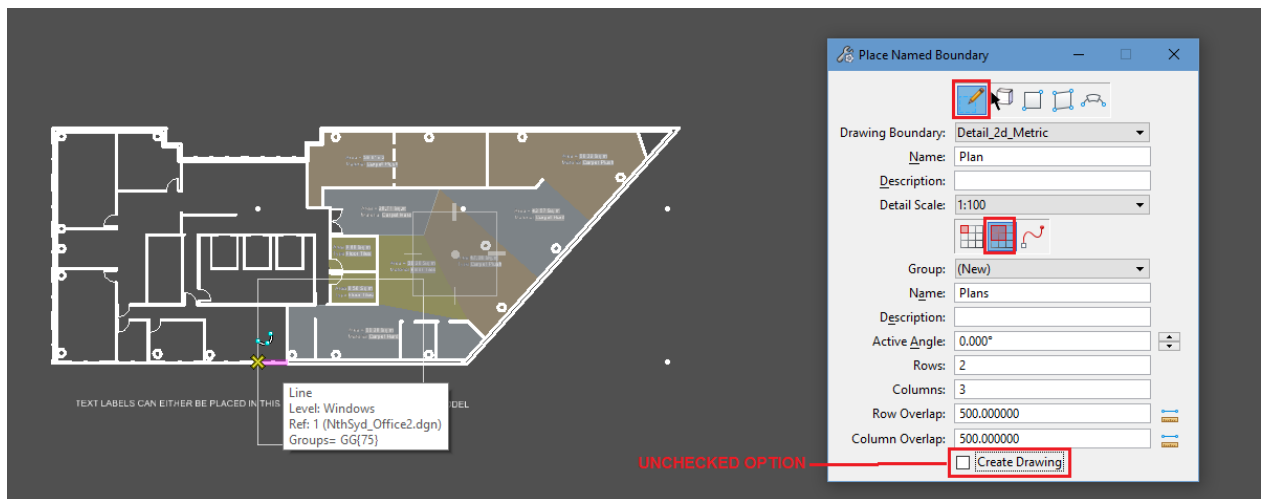 Place Named Boundary
Drawing Boundary: Detail_2d_Metric
Name: Plan
Description:
Detail Scale: 1:100
Group: (New)
Name: Plans
Description:
Active Angle: 0.000°
Rows: 2
Columns: 3
Row Overlap: 500.000000
Column Overlap: 500.000000
UNCHECKED OPTION
Create Drawing
TEXT LABELS CAN EITHER BE PLACED IN THIS
Line
Level: Windows
Ref: 1 (NthSyd_Office2.dgn)
Groups= GG{75}